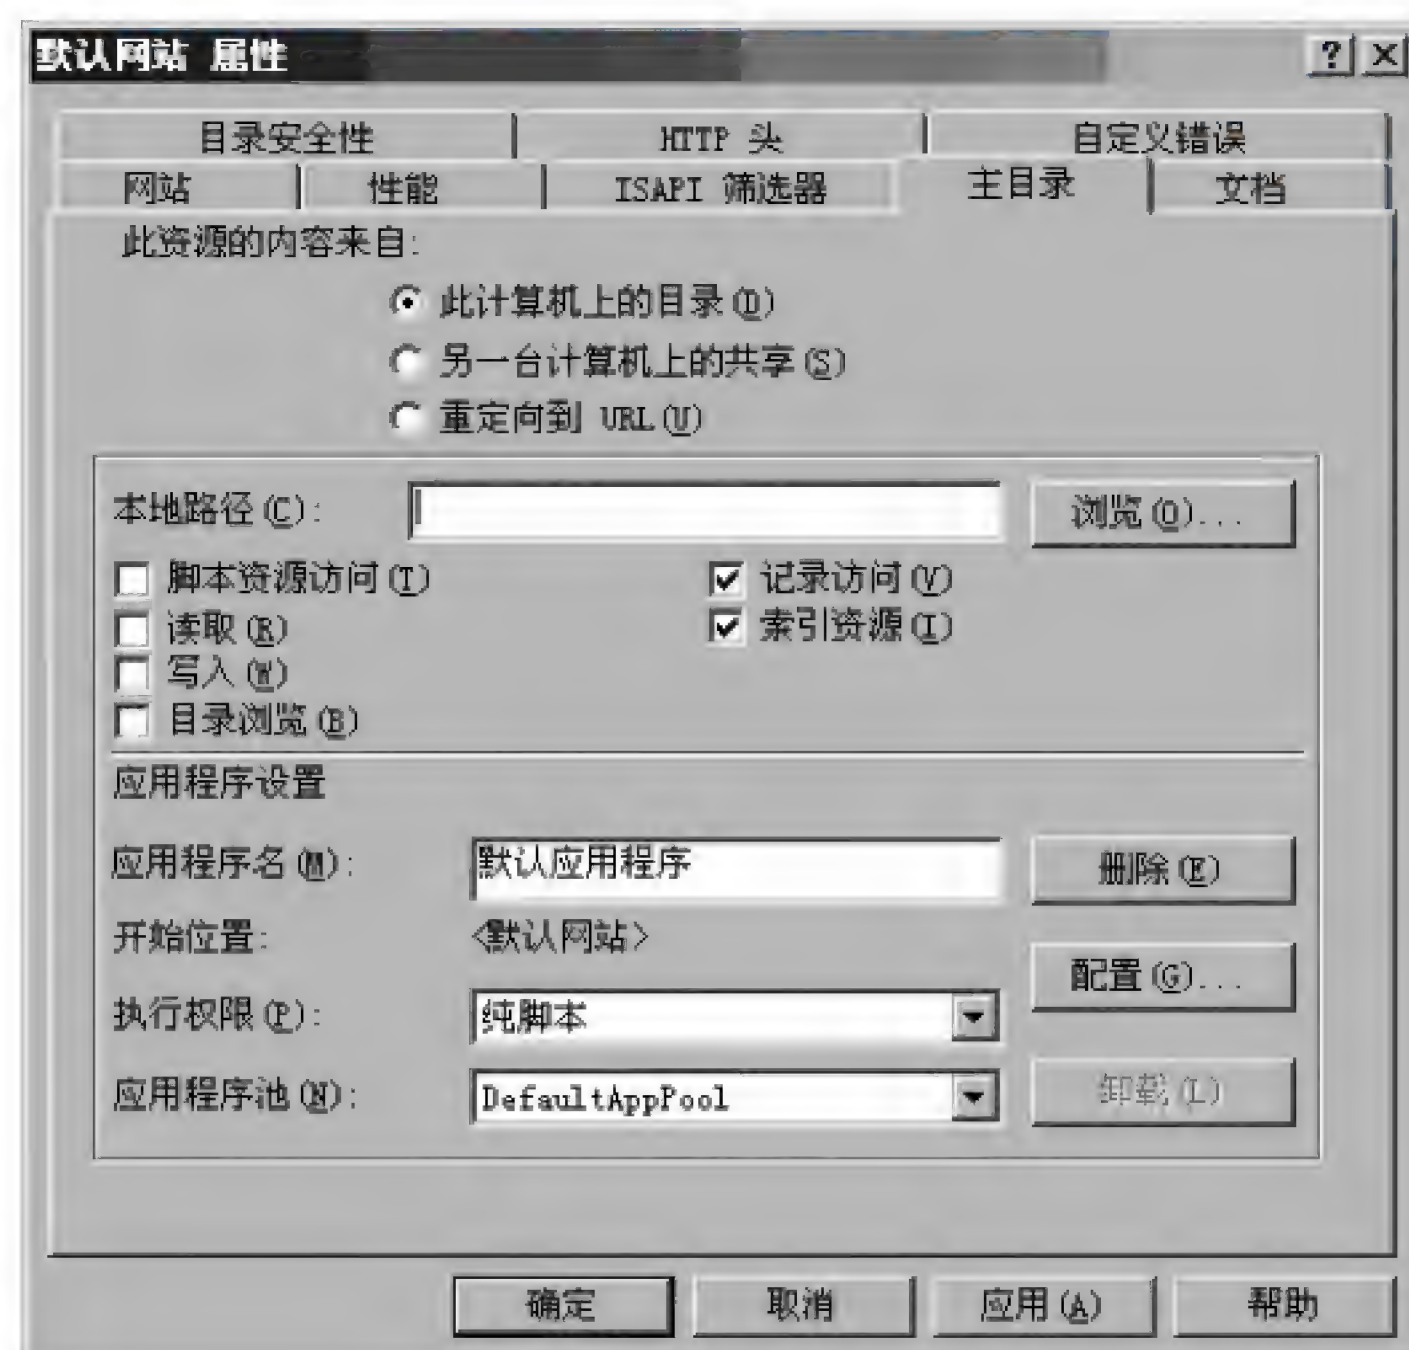 默认网站 属性 ? ×
目录安全性 HTTP 头 自定义错误
网站 性能 ISAPI 筛选器 主目录 文档
此资源的内容来自:
此计算机上的目录(D)
另一台计算机上的共享(S)
重定向到 URL(U)
本地路径(C): 浏览(O)...
脚本资源访问(T) 记录访问(V)
读取(R) 索引资源(I)
写入(W)
目录浏览(B)
应用程序设置
应用程序名(M): 默认应用程序 删除(E)
开始位置: <默认网站>
配置(G)...
执行权限(P): 纯脚本
应用程序池(N): DefaultAppPool 卸载(L)
确定 取消 应用(A) 帮助